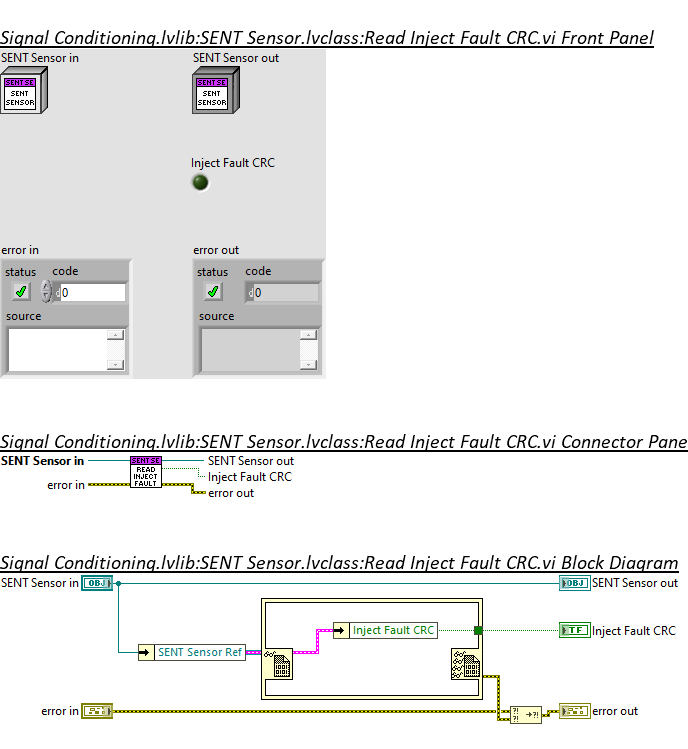 Signal Conditioning.lvlib:SENT Sensor.lvclass:Read Inject Fault CRC.vi Front Panel
SENT Sensor in
SENT Sensor out
SENT SE
SENT
SENSOR
SENT SE
SENT
SENSOR
Inject Fault CRC
error in
error out
status code
status code
d 0
d 0
source
source
Signal Conditioning.lvlib:SENT Sensor.lvclass:Read Inject Fault CRC.vi Connector Pane
SENT Sensor in
SENT SE
READ
INJECT
FAULT
SENT Sensor out
Inject Fault CRC
error in
error out
Signal Conditioning.lvlib:SENT Sensor.lvclass:Read Inject Fault CRC.vi Block Diagram
SENT Sensor in
OBJ
OBJ
SENT Sensor out
Inject Fault CRC
TF
Inject Fault CRC
SENT Sensor Ref
error in
?!
?!
→?!
error out